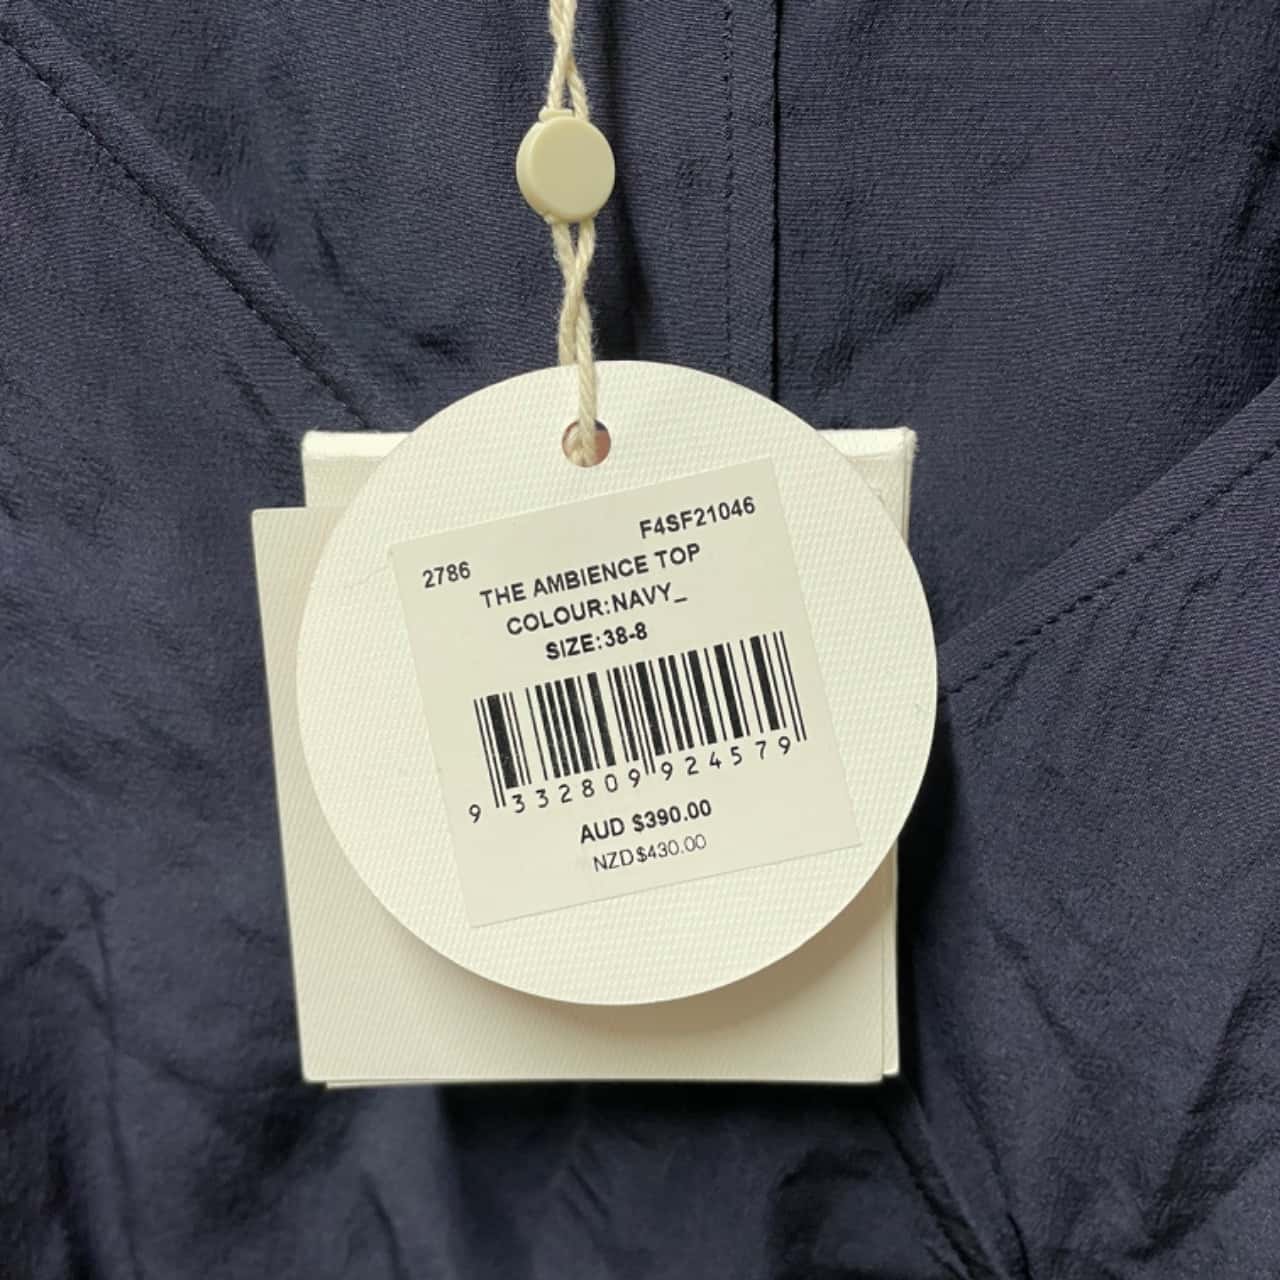 F4SF21046
2786
THE AMBIENCE TOP
COLOUR:NAVY_
SIZE:38-8
9 332809 924579
AUD $390.00
NZD$430.00